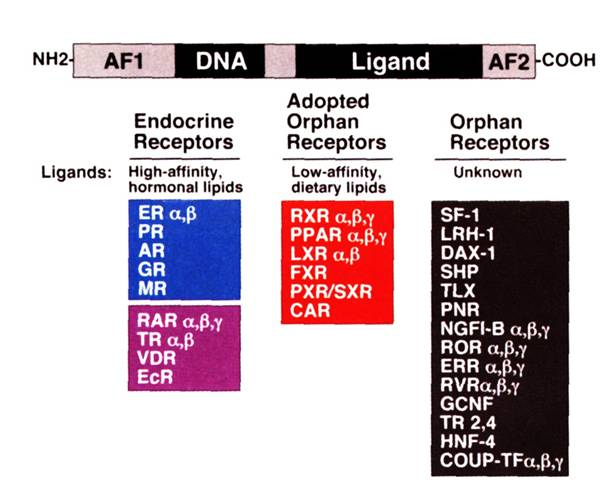 NH2- AF1 DNA Ligand AF2 -COOH
Endocrine
Receptors
Adopted
Orphan
Receptors
Orphan
Receptors
Ligands:
High-affinity,
hormonal lipids
Low-affinity,
dietary lipids
Unknown
ER α,β
PR
AR
GR
MR
RAR α,β,γ
TR α,β
VDR
EcR
RXR α,β,γ
PPAR α,β,γ
LXR α,β
FXR
PXR/SXR
CAR
SF-1
LRH-1
DAX-1
SHP
TLX
PNR
NGFI-B α,β,γ
ROR α,β,γ
ERR α,β,γ
RVRα,β,γ
GCNF
TR 2,4
HNF-4
COUP-TFα,β,γ